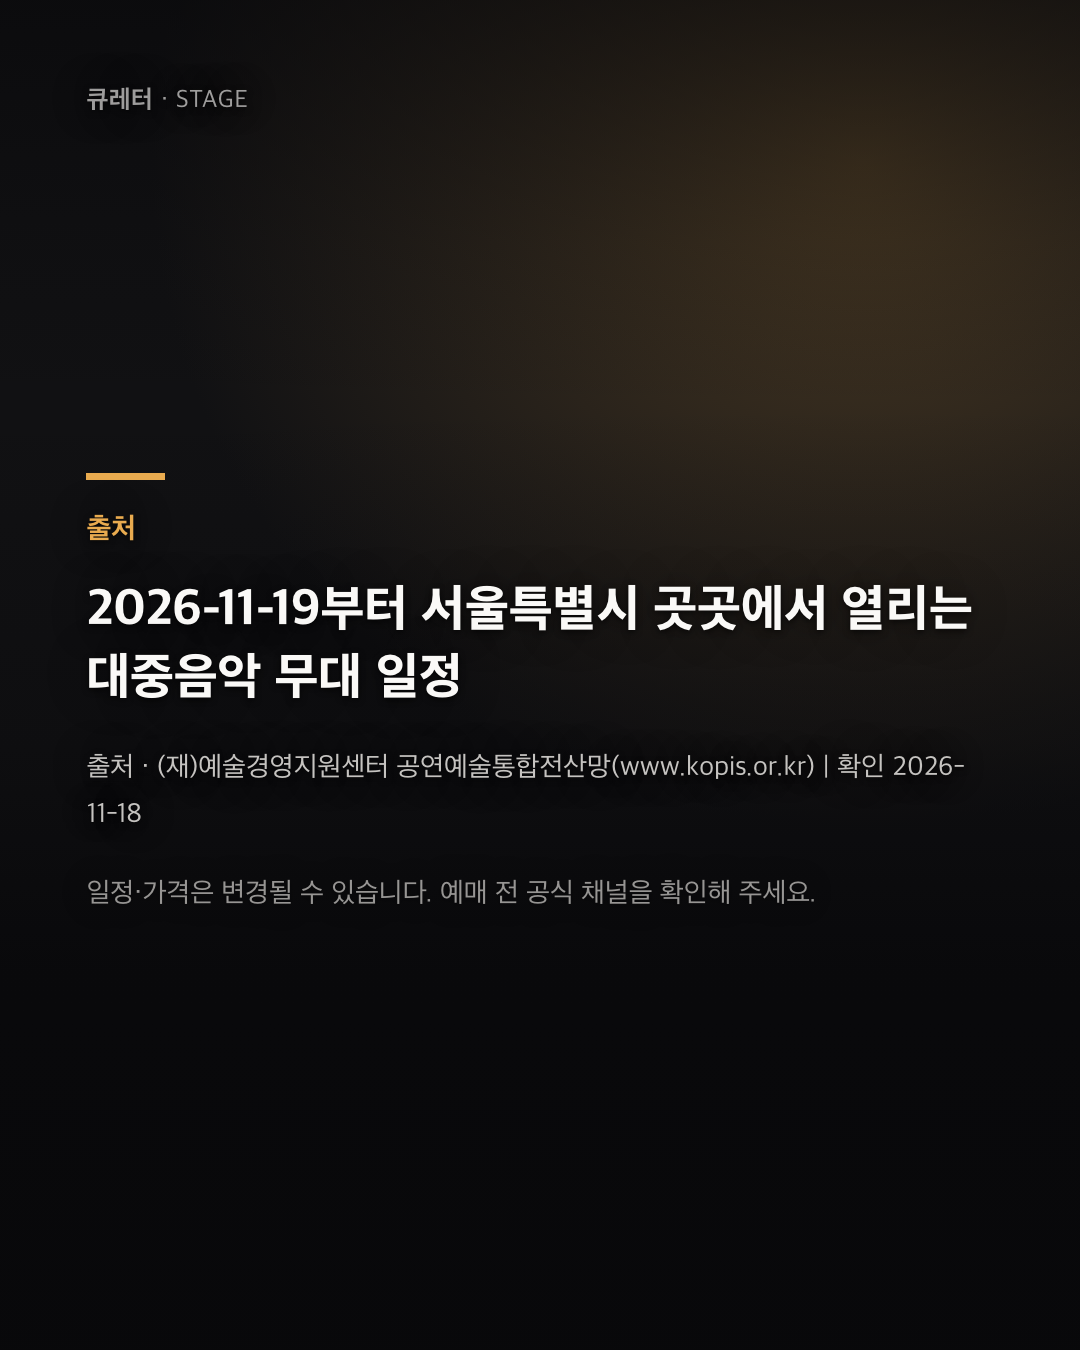 큐레터 · STAGE
출처
2026-11-19부터 서울특별시 곳곳에서 열리는
대중음악 무대 일정
출처 · (재)예술경영지원센터 공연예술통합전산망(www.kopis.or.kr) | 확인 2026-
11-18
일정·가격은 변경될 수 있습니다. 예매 전 공식 채널을 확인해 주세요.